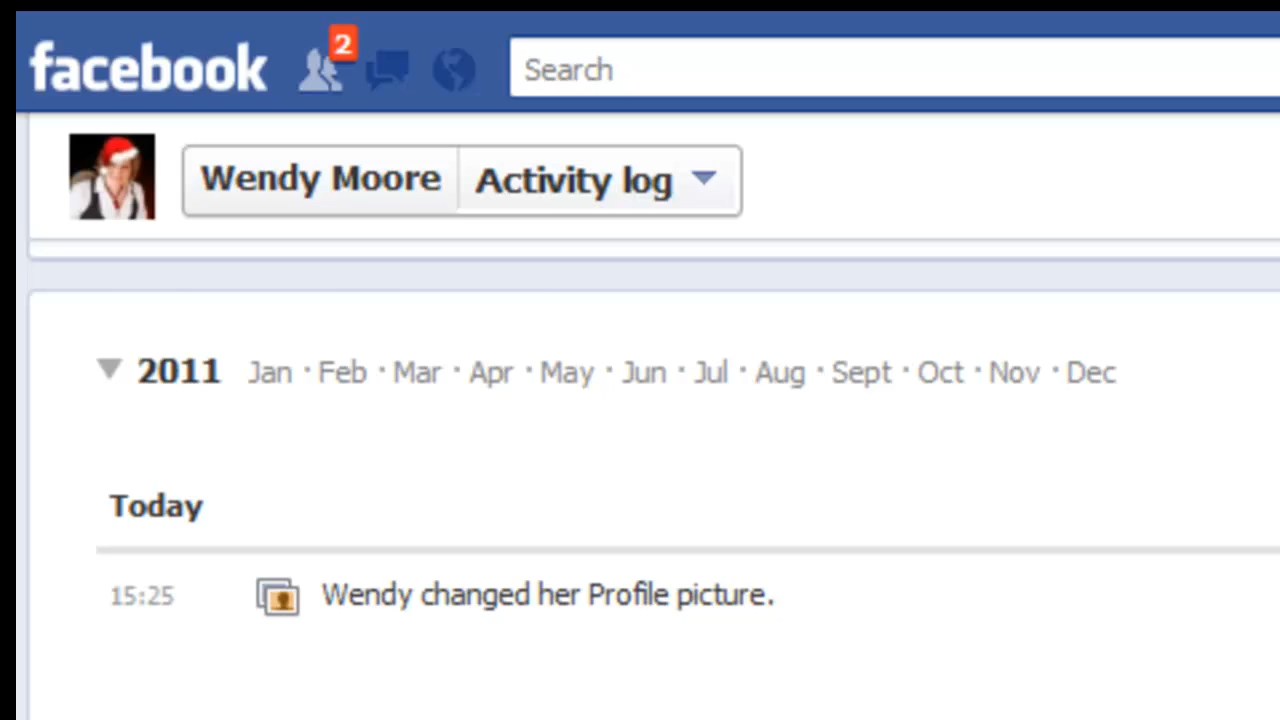 facebook 2 Search
Wendy Moore Activity log
2011 Jan · Feb · Mar · Apr · May · Jun · Jul · Aug · Sept · Oct · Nov · Dec
Today
15:25 Wendy changed her Profile picture.